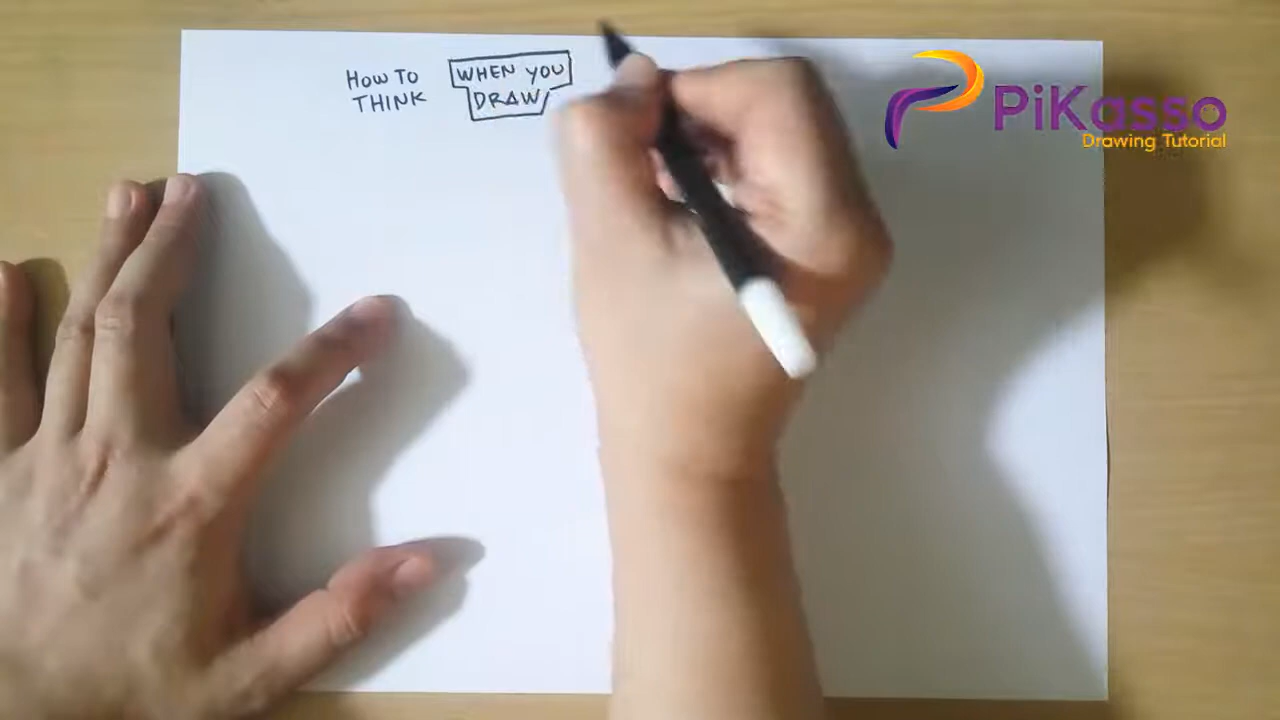 HOW TO
THINK
WHEN YOU
DRAW
PiKasso
Drawing Tutorial